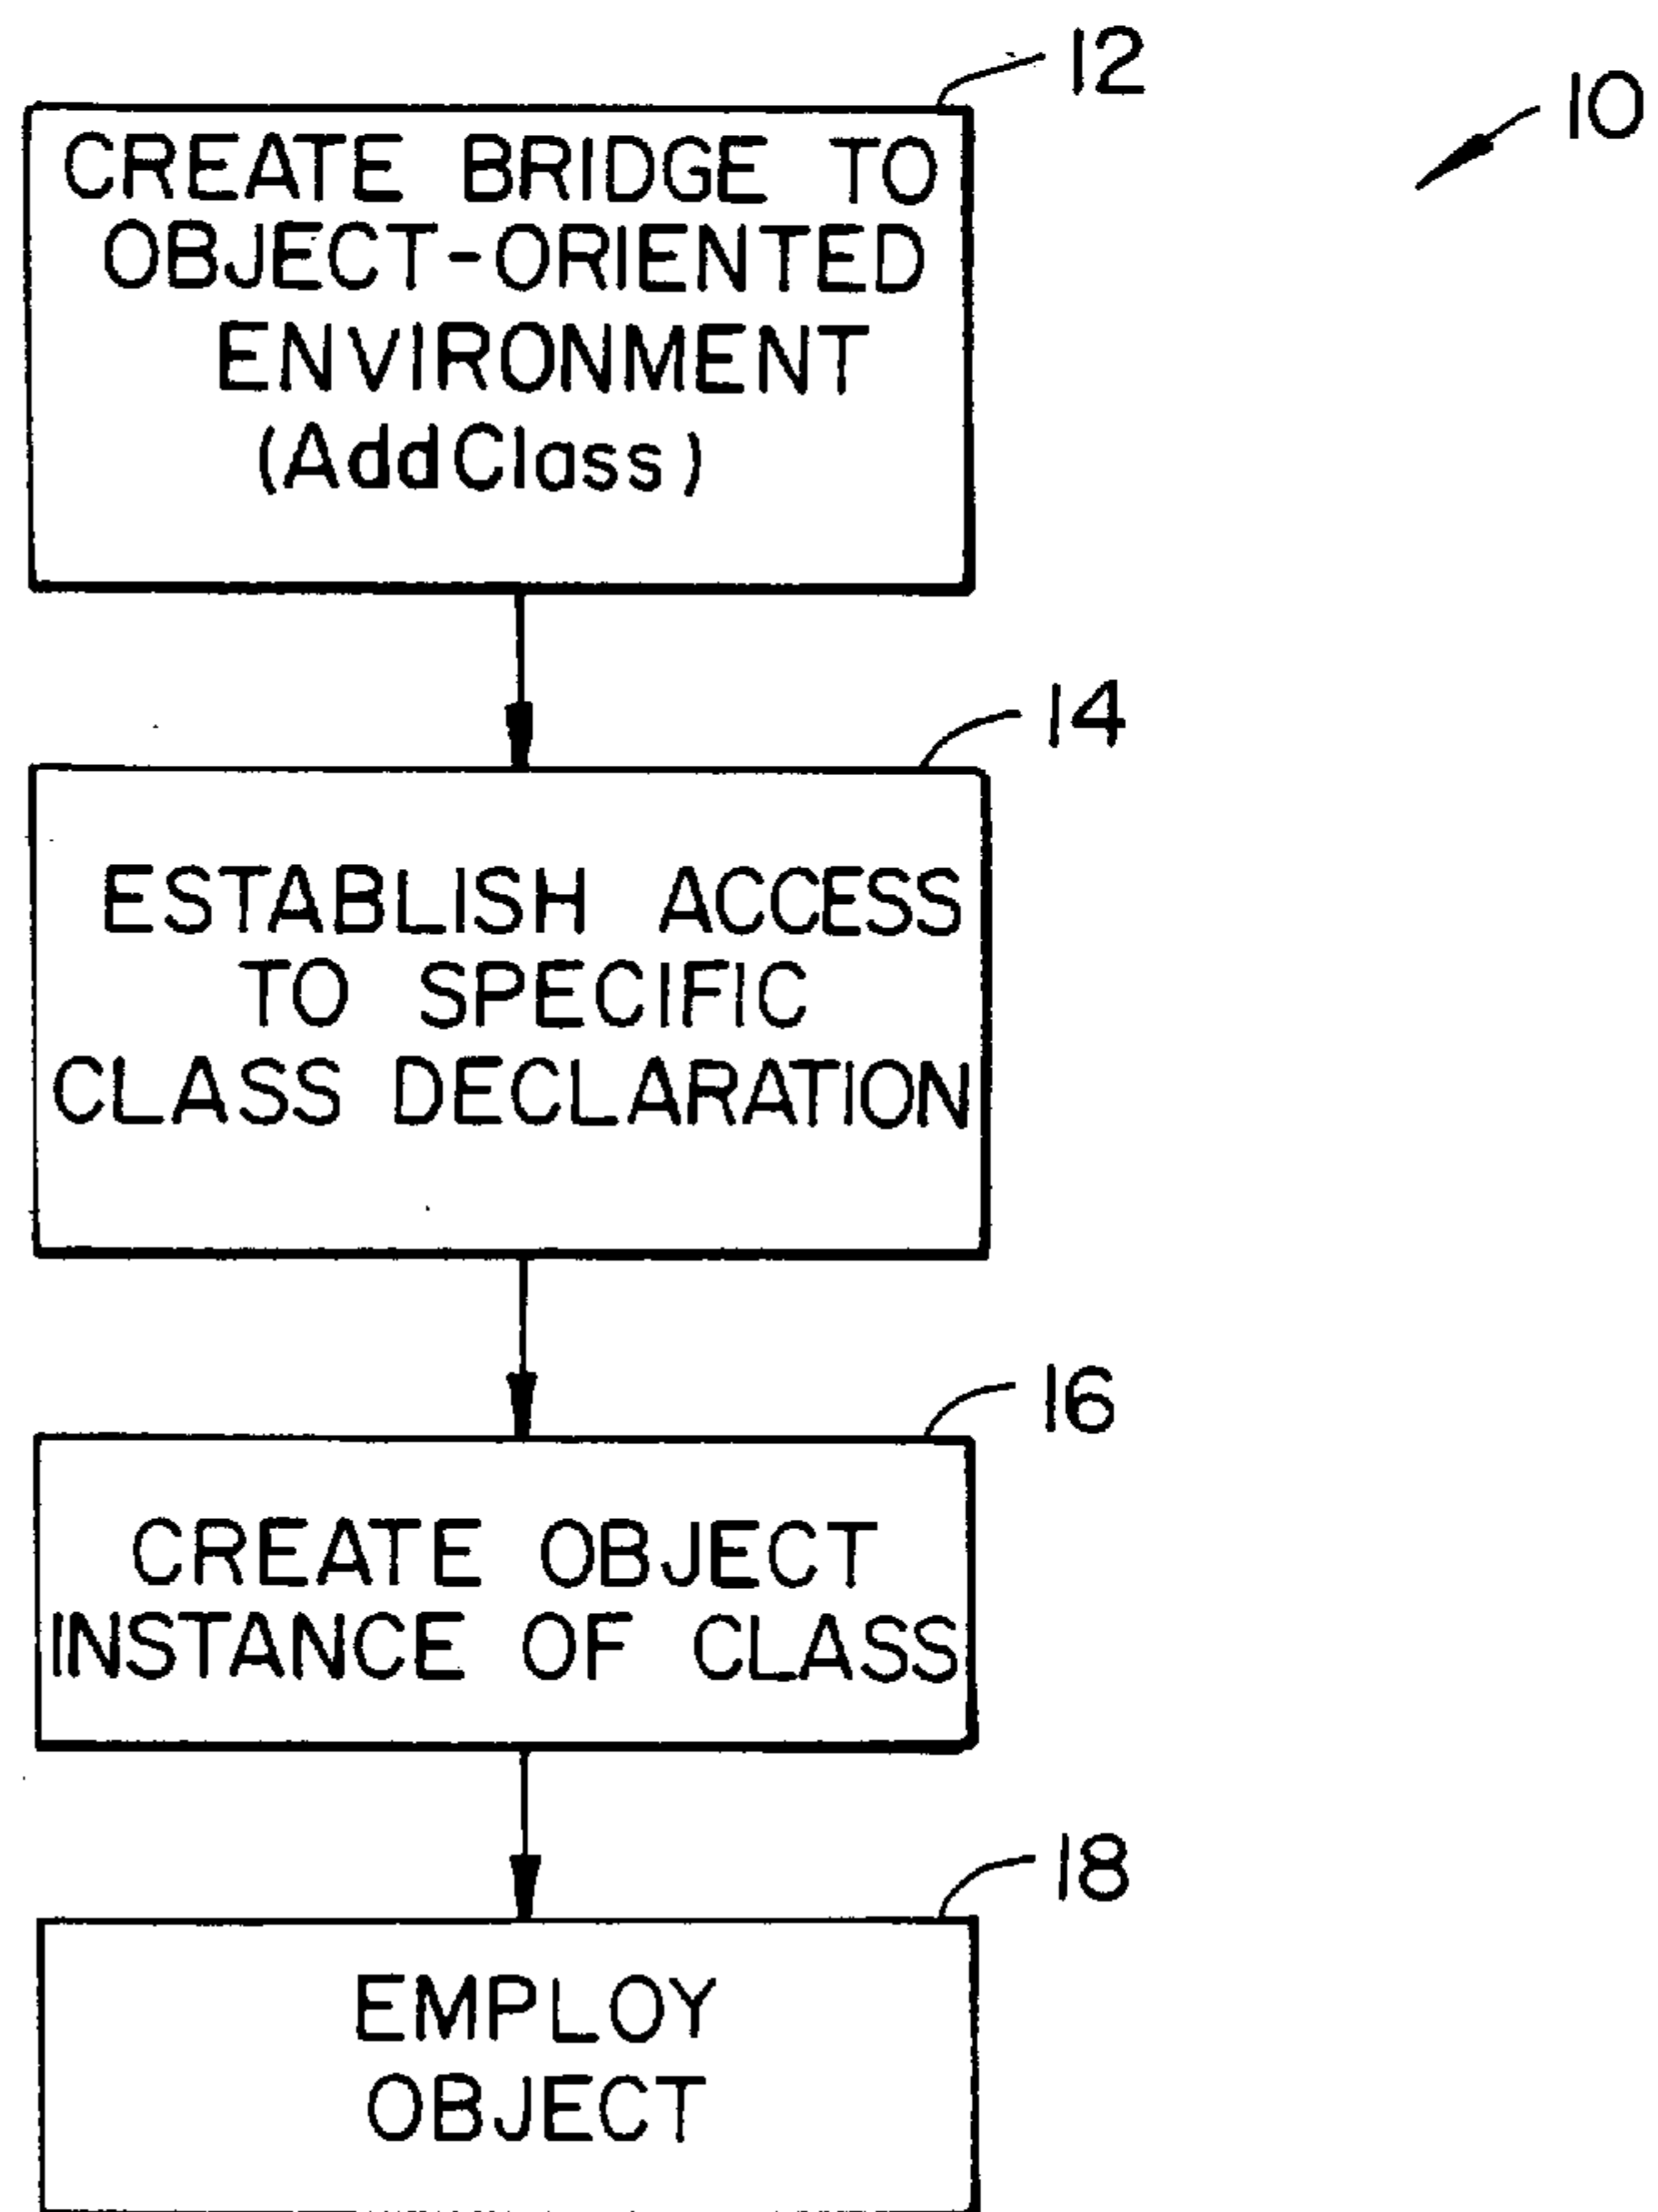 12
10
CREATE BRIDGE TO
OBJECT-ORIENTED
ENVIRONMENT
(AddClass)
14
ESTABLISH ACCESS
TO SPECIFIC
CLASS DECLARATION
16
CREATE OBJECT
INSTANCE OF CLASS
18
EMPLOY
OBJECT